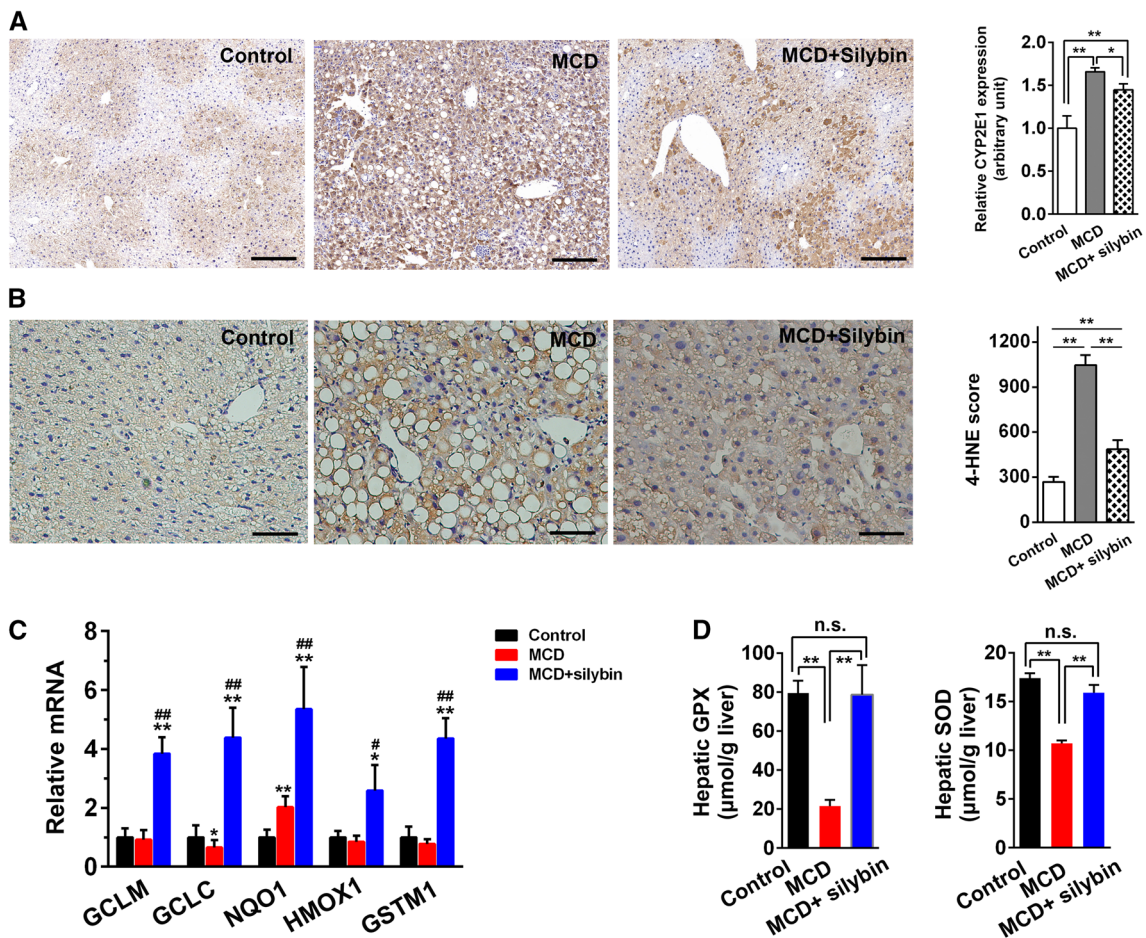 A
Control
MCD
MCD+Silybin
Relative CYP2E1 expression
(arbitrary unit)
2.0
1.5
1.0
0.5
0.0
**
**
*
Control
MCD
MCD+ silybin
B
Control
MCD
MCD+Silybin
4-HNE score
1200
900
600
300
0
**
**
**
Control
MCD
MCD+ silybin
C
Relative mRNA
8
6
4
2
0
##
**
*
##
**
**
##
**
#
*
##
**
GCLM
GCLC
NQO1
HMOX1
GSTM1
Control
MCD
MCD+silybin
D
Hepatic GPX
(μmol/g liver)
100
80
60
40
20
0
n.s.
**
**
Control
MCD
MCD+ silybin
Hepatic SOD
(μmol/g liver)
20
15
10
5
0
n.s.
**
**
Control
MCD
MCD+ silybin